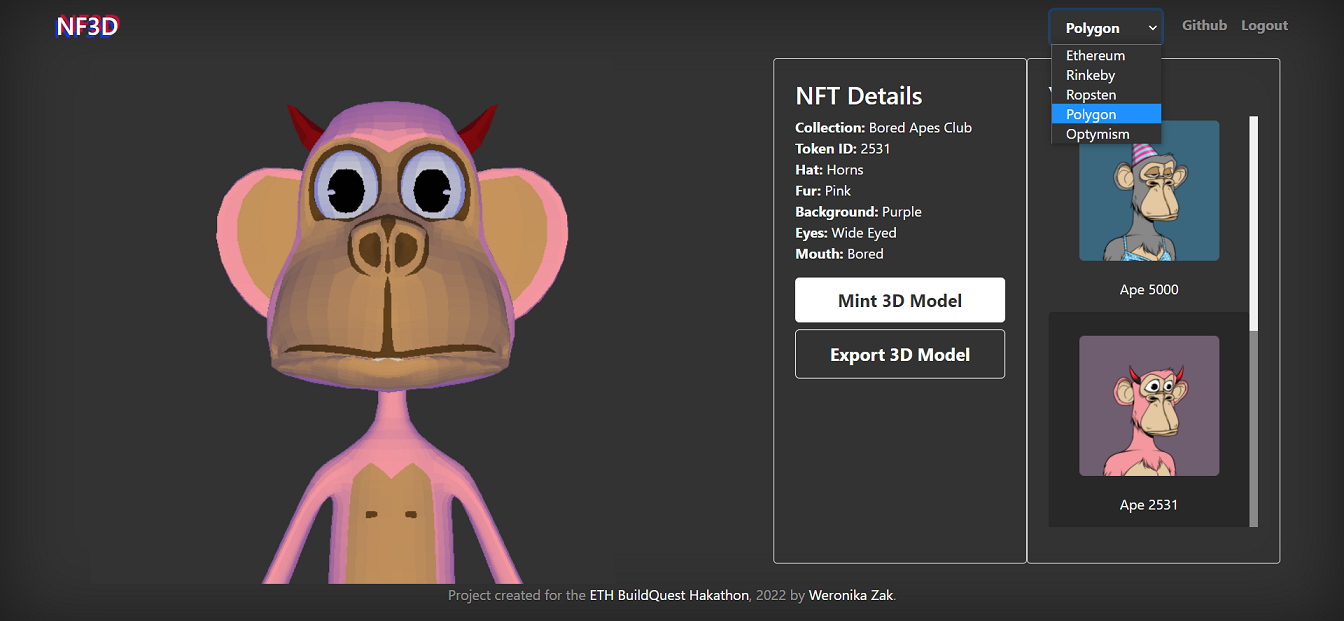 NF3D
Polygon
Github
Logout
Ethereum
Rinkeby
Ropsten
Polygon
Optymism
NFT Details
Collection: Bored Apes Club
Token ID: 2531
Hat: Horns
Fur: Pink
Background: Purple
Eyes: Wide Eyed
Mouth: Bored
Mint 3D Model
Export 3D Model
Ape 5000
Ape 2531
Project created for the ETH BuildQuest Hakathon, 2022 by Weronika Zak.